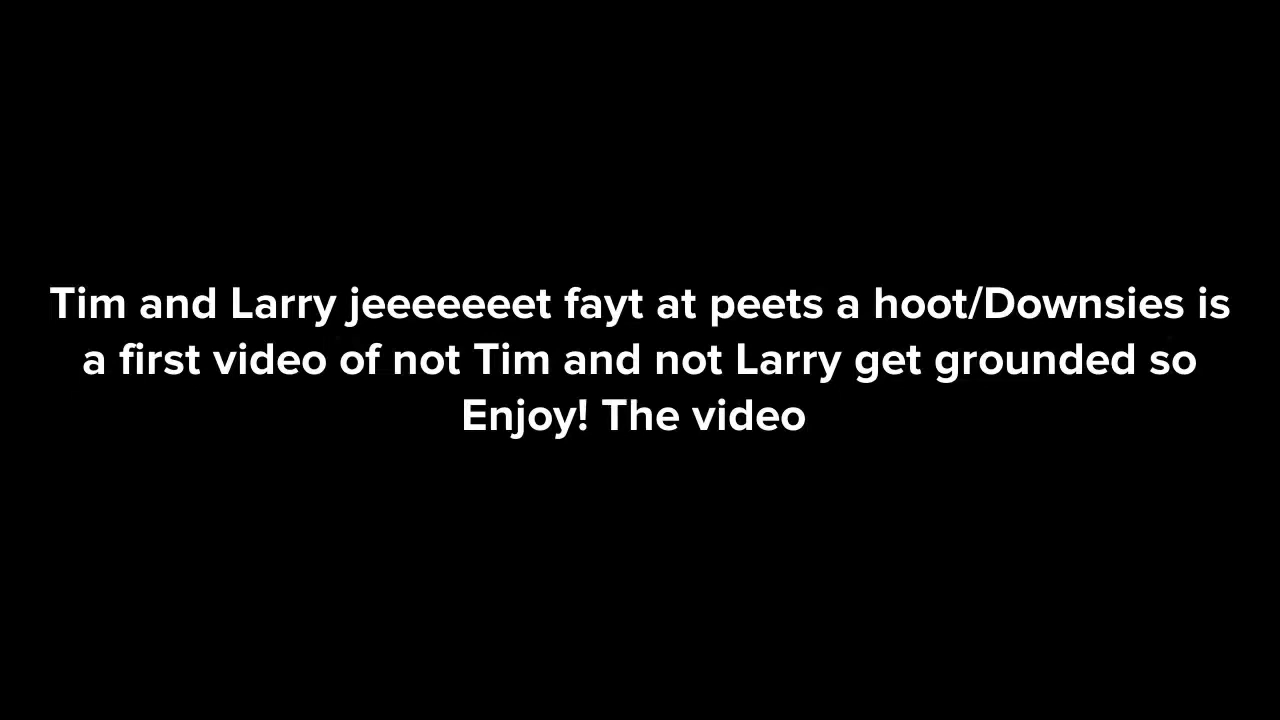 Tim and Larry jeeeeeeet fayt at peets a hoot/Downsies is
a first video of not Tim and not Larry get grounded so
Enjoy! The video